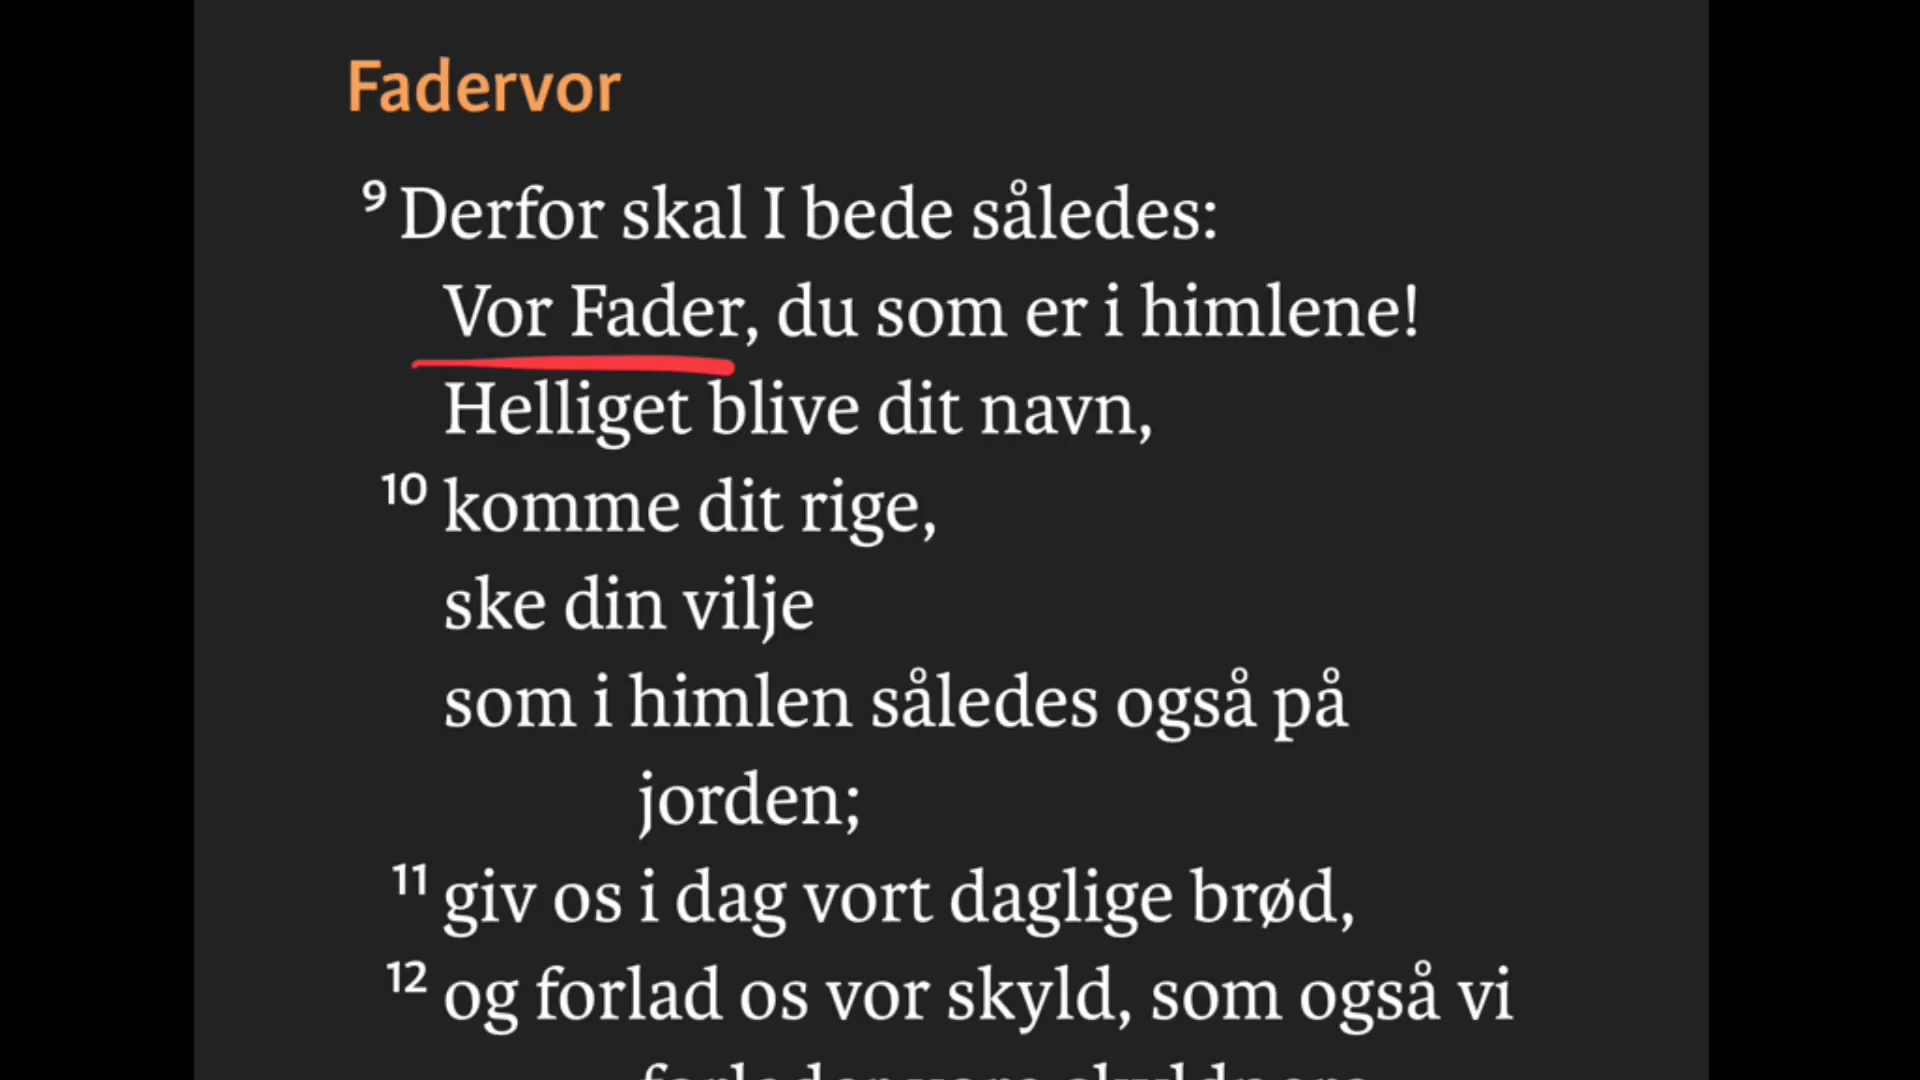 Fadervor
9 Derfor skal I bede således:
Vor Fader, du som er i himlene!
Helliget blive dit navn,
10 komme dit rige,
ske din vilje
som i himlen således også på
jorden;
11 giv os i dag vort daglige brød,
12 og forlad os vor skyld, som også vi